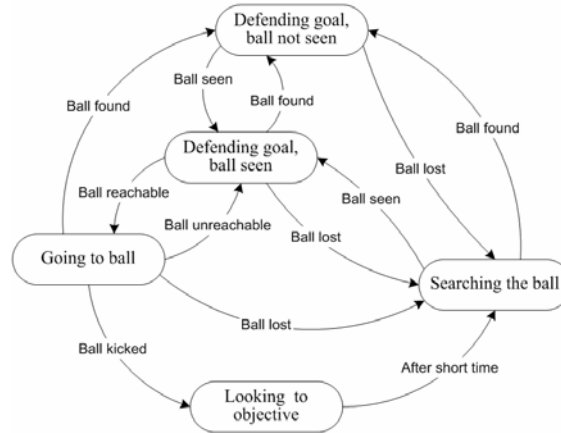 Defending goal,
ball not seen
Ball seen
Ball found
Ball found
Ball found
Defending goal,
ball seen
Ball lost
Ball reachable
Ball seen
Ball unreachable
Ball lost
Going to ball
Searching the ball
Ball lost
Ball kicked
After short time
Looking to
objective